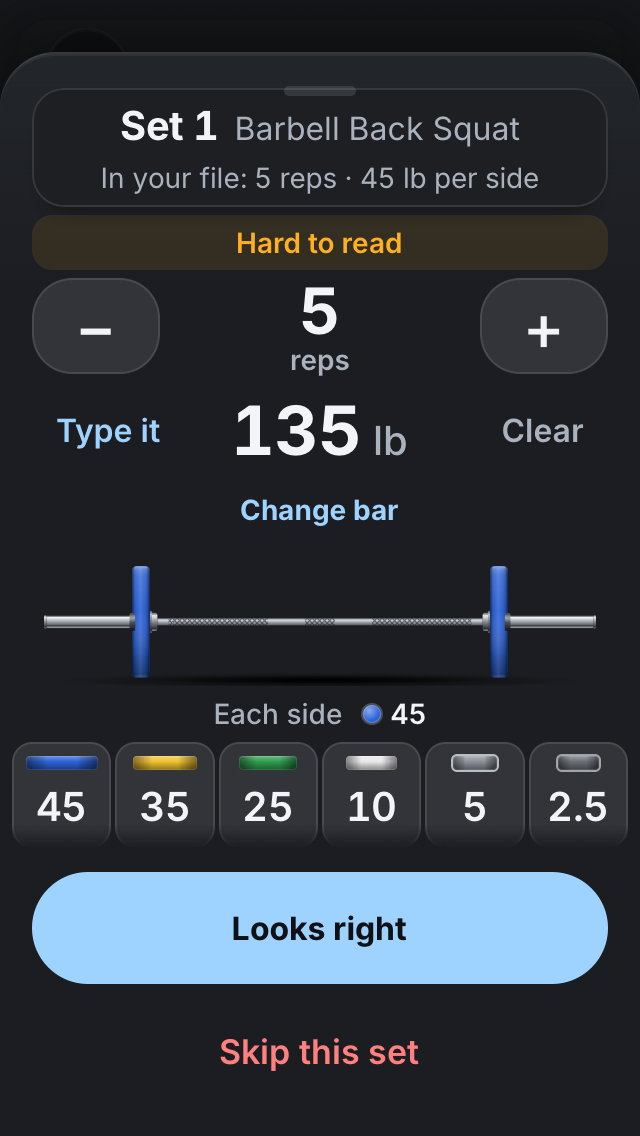 Set 1 Barbell Back Squat
In your file: 5 reps · 45 lb per side
Hard to read
− 5 +
reps
Type it 135 lb Clear
Change bar
Each side 45
45 35 25 10 5 2.5
Looks right
Skip this set